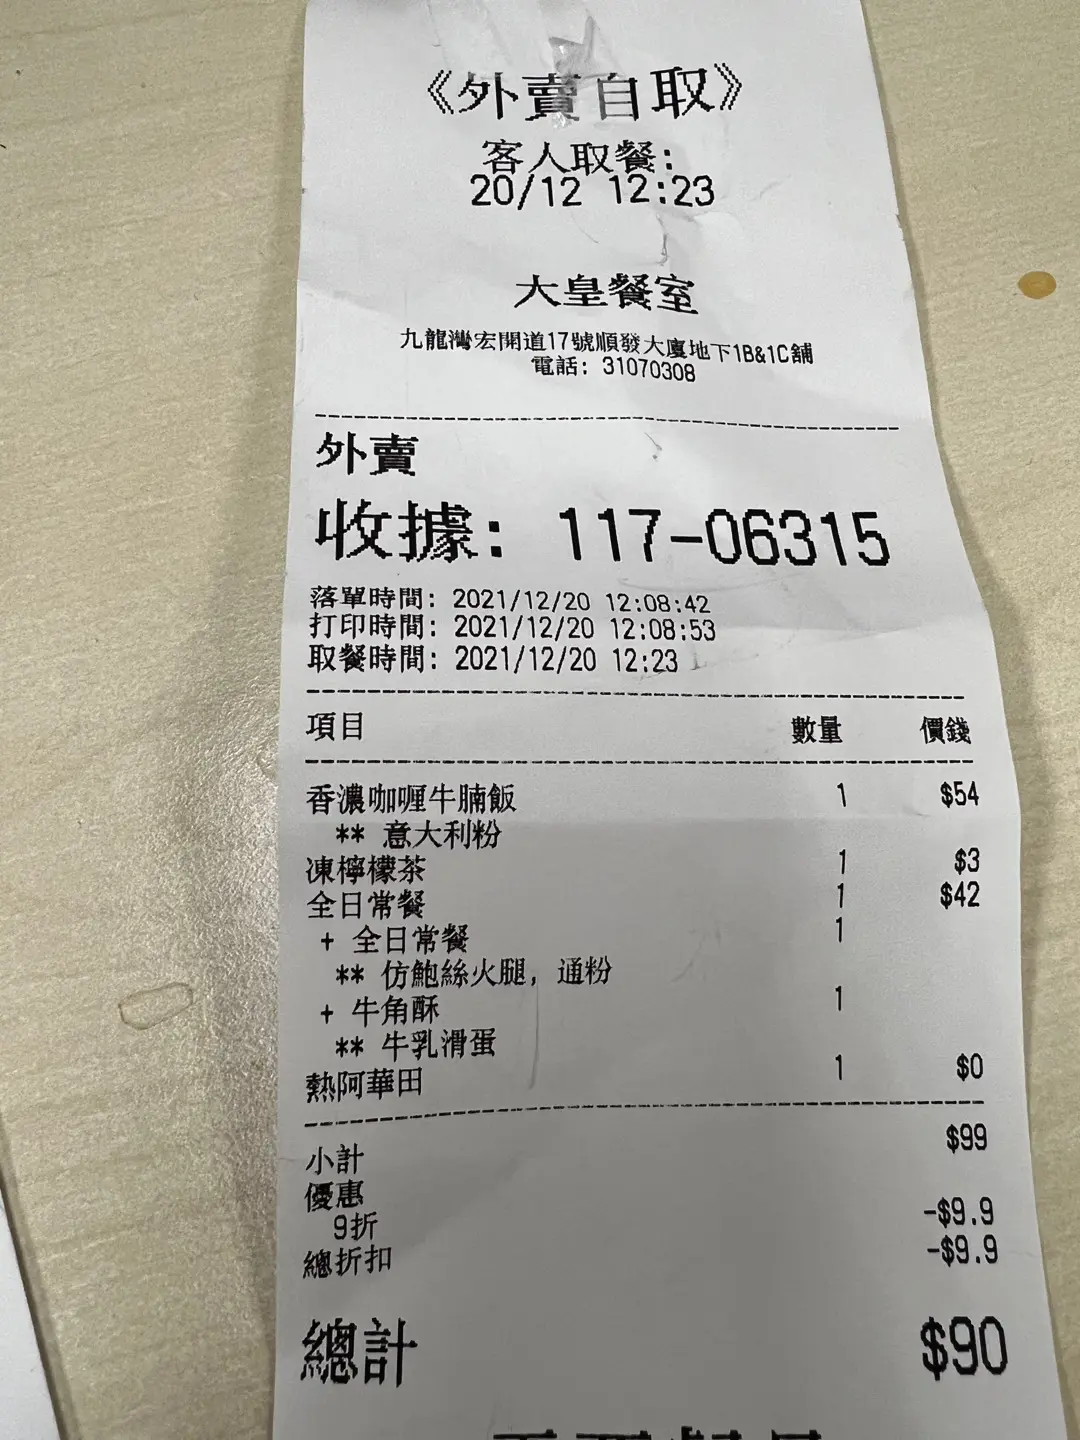 《外賣自取》
客人取餐:
20/12 12:23
大皇餐室
九龍灣宏開道17號順發大廈地下1B&1C舖
電話: 31070308
外賣
收據: 117-06315
落單時間: 2021/12/20 12:08:42
打印時間: 2021/12/20 12:08:53
取餐時間: 2021/12/20 12:23
項目 數量 價錢
香濃咖喱牛腩飯 1 $54
** 意大利粉
凍檸檬茶 1 $3
全日常餐 1 $42
+ 全日常餐 1
** 仿鮑絲火腿, 通粉
+ 牛角酥 1
** 牛乳滑蛋
熱阿華田 1 $0
小計 $99
優惠
9折 -$9.9
總折扣 -$9.9
總計 $90